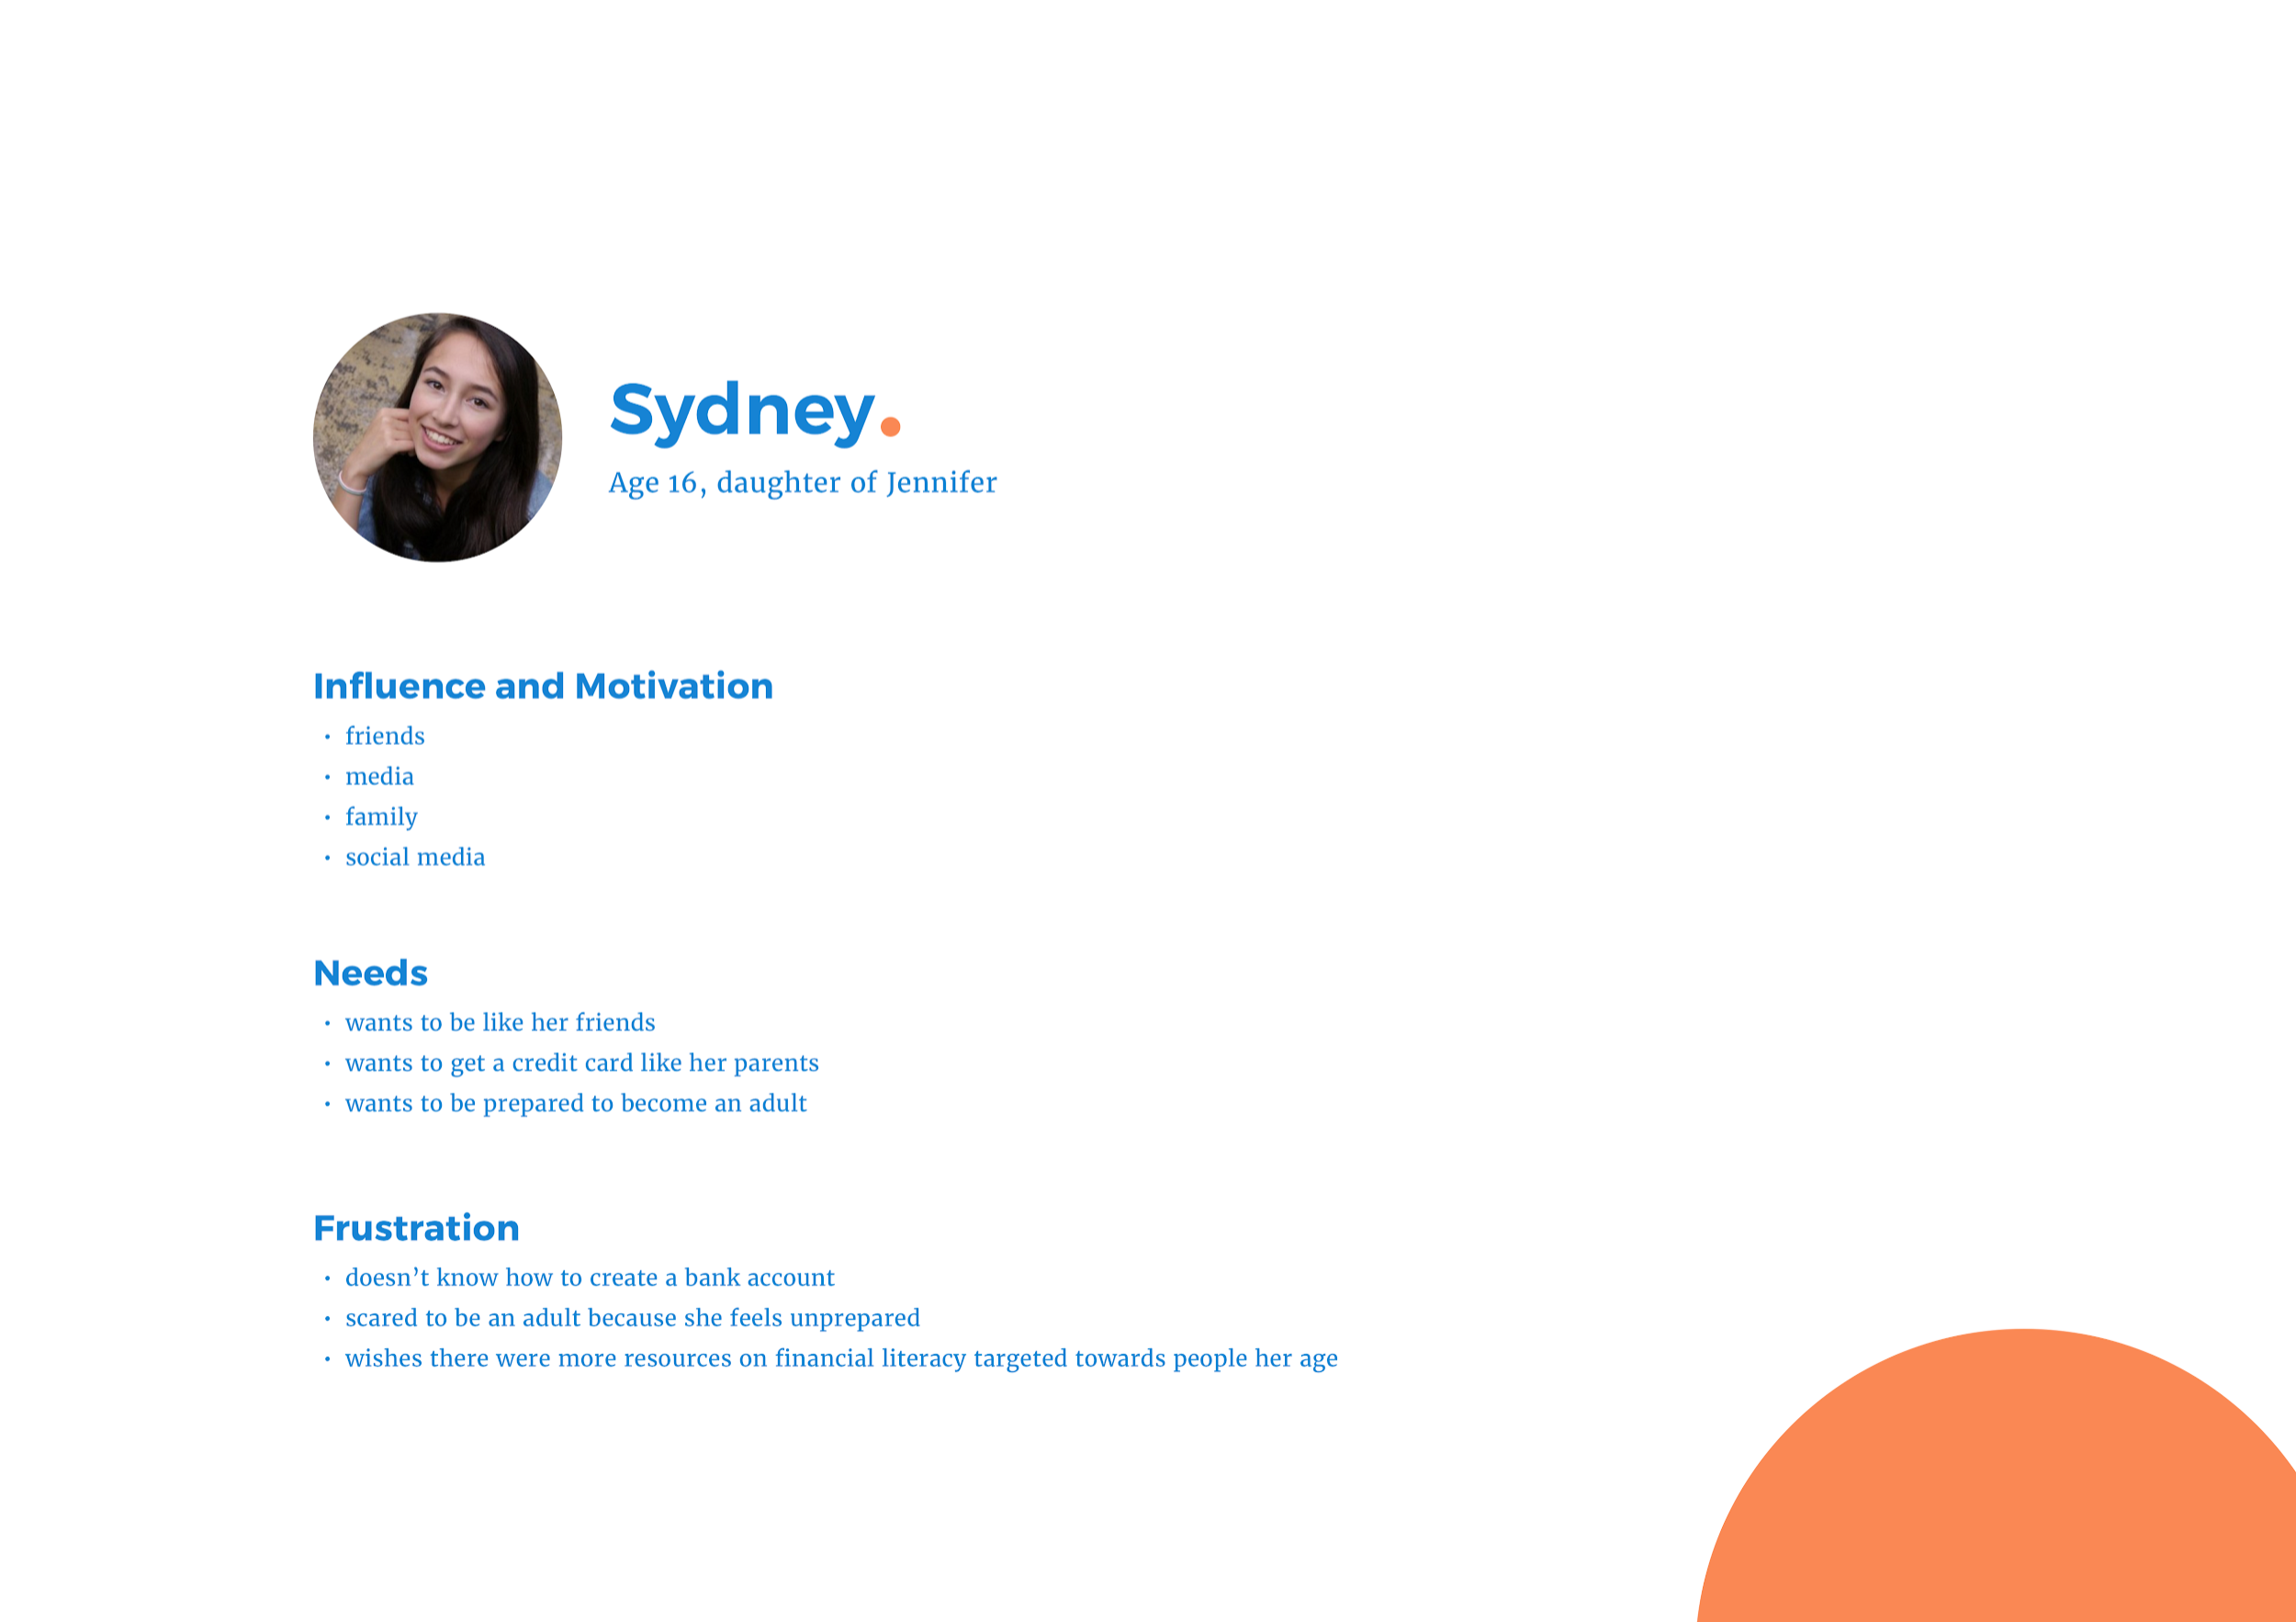 Sydney.
Age 16, daughter of Jennifer
Influence and Motivation
• friends
• media
• family
• social media
Needs
• wants to be like her friends
• wants to get a credit card like her parents
• wants to be prepared to become an adult
Frustration
• doesn’t know how to create a bank account
• scared to be an adult because she feels unprepared
• wishes there were more resources on financial literacy targeted towards people her age